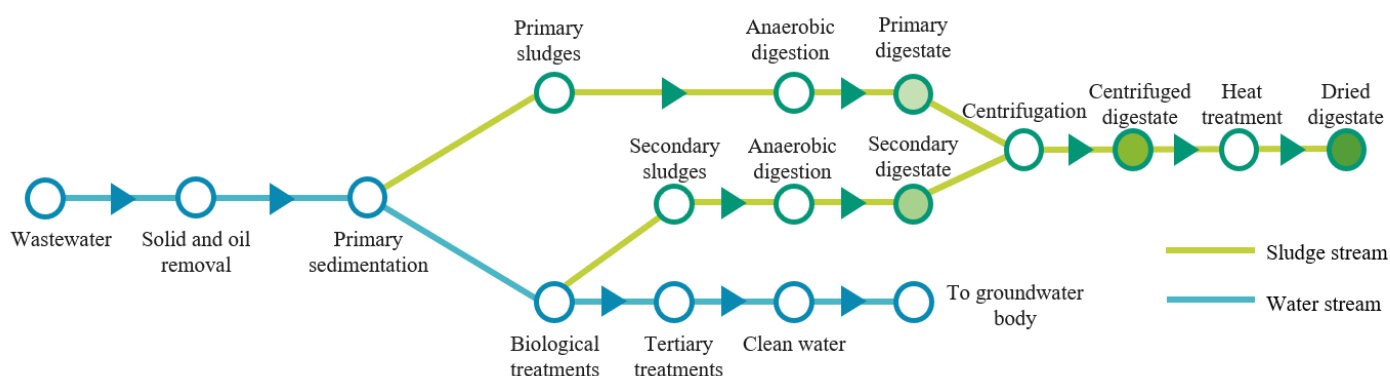 Primary
sludges
Anaerobic
digestion
Primary
digestate
Centrifugation
Centrifuged
digestate
Heat
treatment
Dried
digestate
Secondary
sludges
Anaerobic
digestion
Secondary
digestate
Wastewater
Solid and oil
removal
Primary
sedimentation
Sludge stream
Water stream
To groundwater
body
Biological
treatments
Tertiary
treatments
Clean water